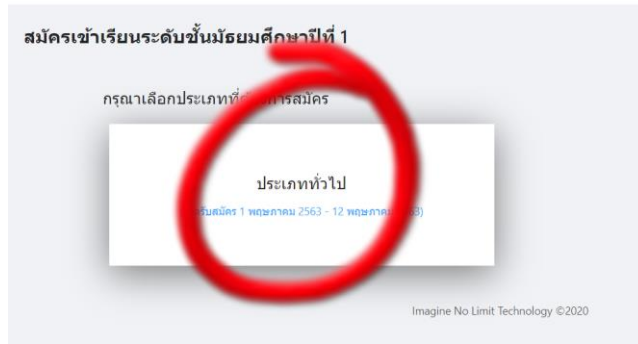 สมัครเข้าเรียนระดับชั้นมัธยมศึกษาปีที่ 1
กรุณาเลือกประเภทที่ การสมัคร
ประเภททั่วไป
รับสมัคร 1 พฤษภาคม 2563 - 12 พฤษภาคม
Imagine No Limit Technology ©2020